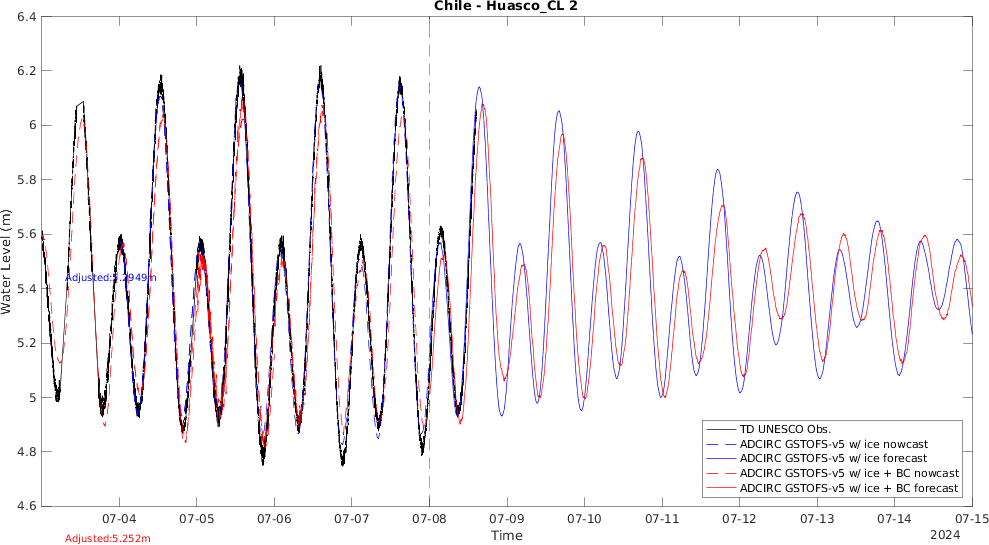 Chile - Huasco_CL 2
6.4
6.2
6
5.8
5.6
5.4
5.2
5
4.8
4.6
Water Level (m)
Adjusted:5.2949m
TD UNESCO Obs.
ADCIRC GSTOFS-v5 w/ ice nowcast
ADCIRC GSTOFS-v5 w/ ice forecast
ADCIRC GSTOFS-v5 w/ ice + BC nowcast
ADCIRC GSTOFS-v5 w/ ice + BC forecast
07-04 07-05 07-06 07-07 07-08 07-09 07-10 07-11 07-12 07-13 07-14 07-15
Time
2024
Adjusted:5.252m